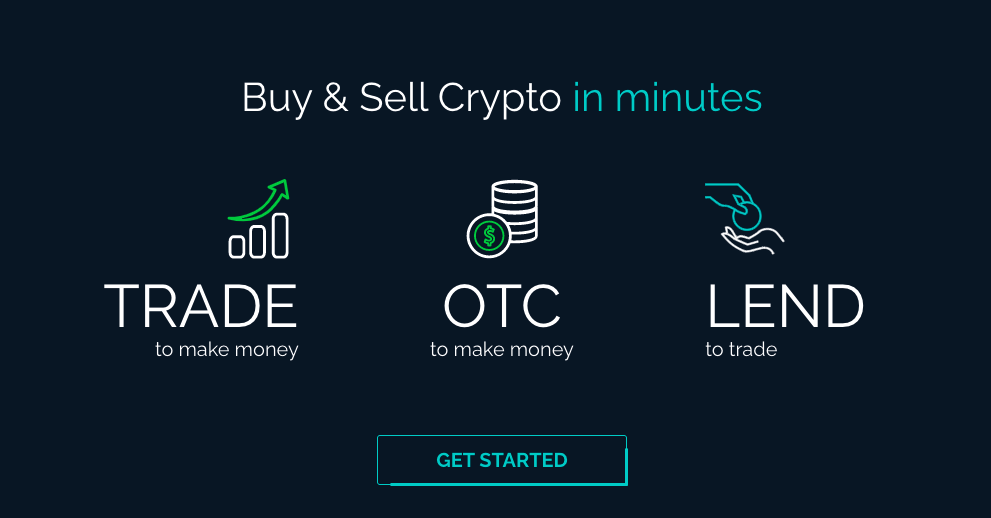 Buy & Sell Crypto in minutes
$
TRADE
to make money
OTC
to make money
LEND
to trade
GET STARTED